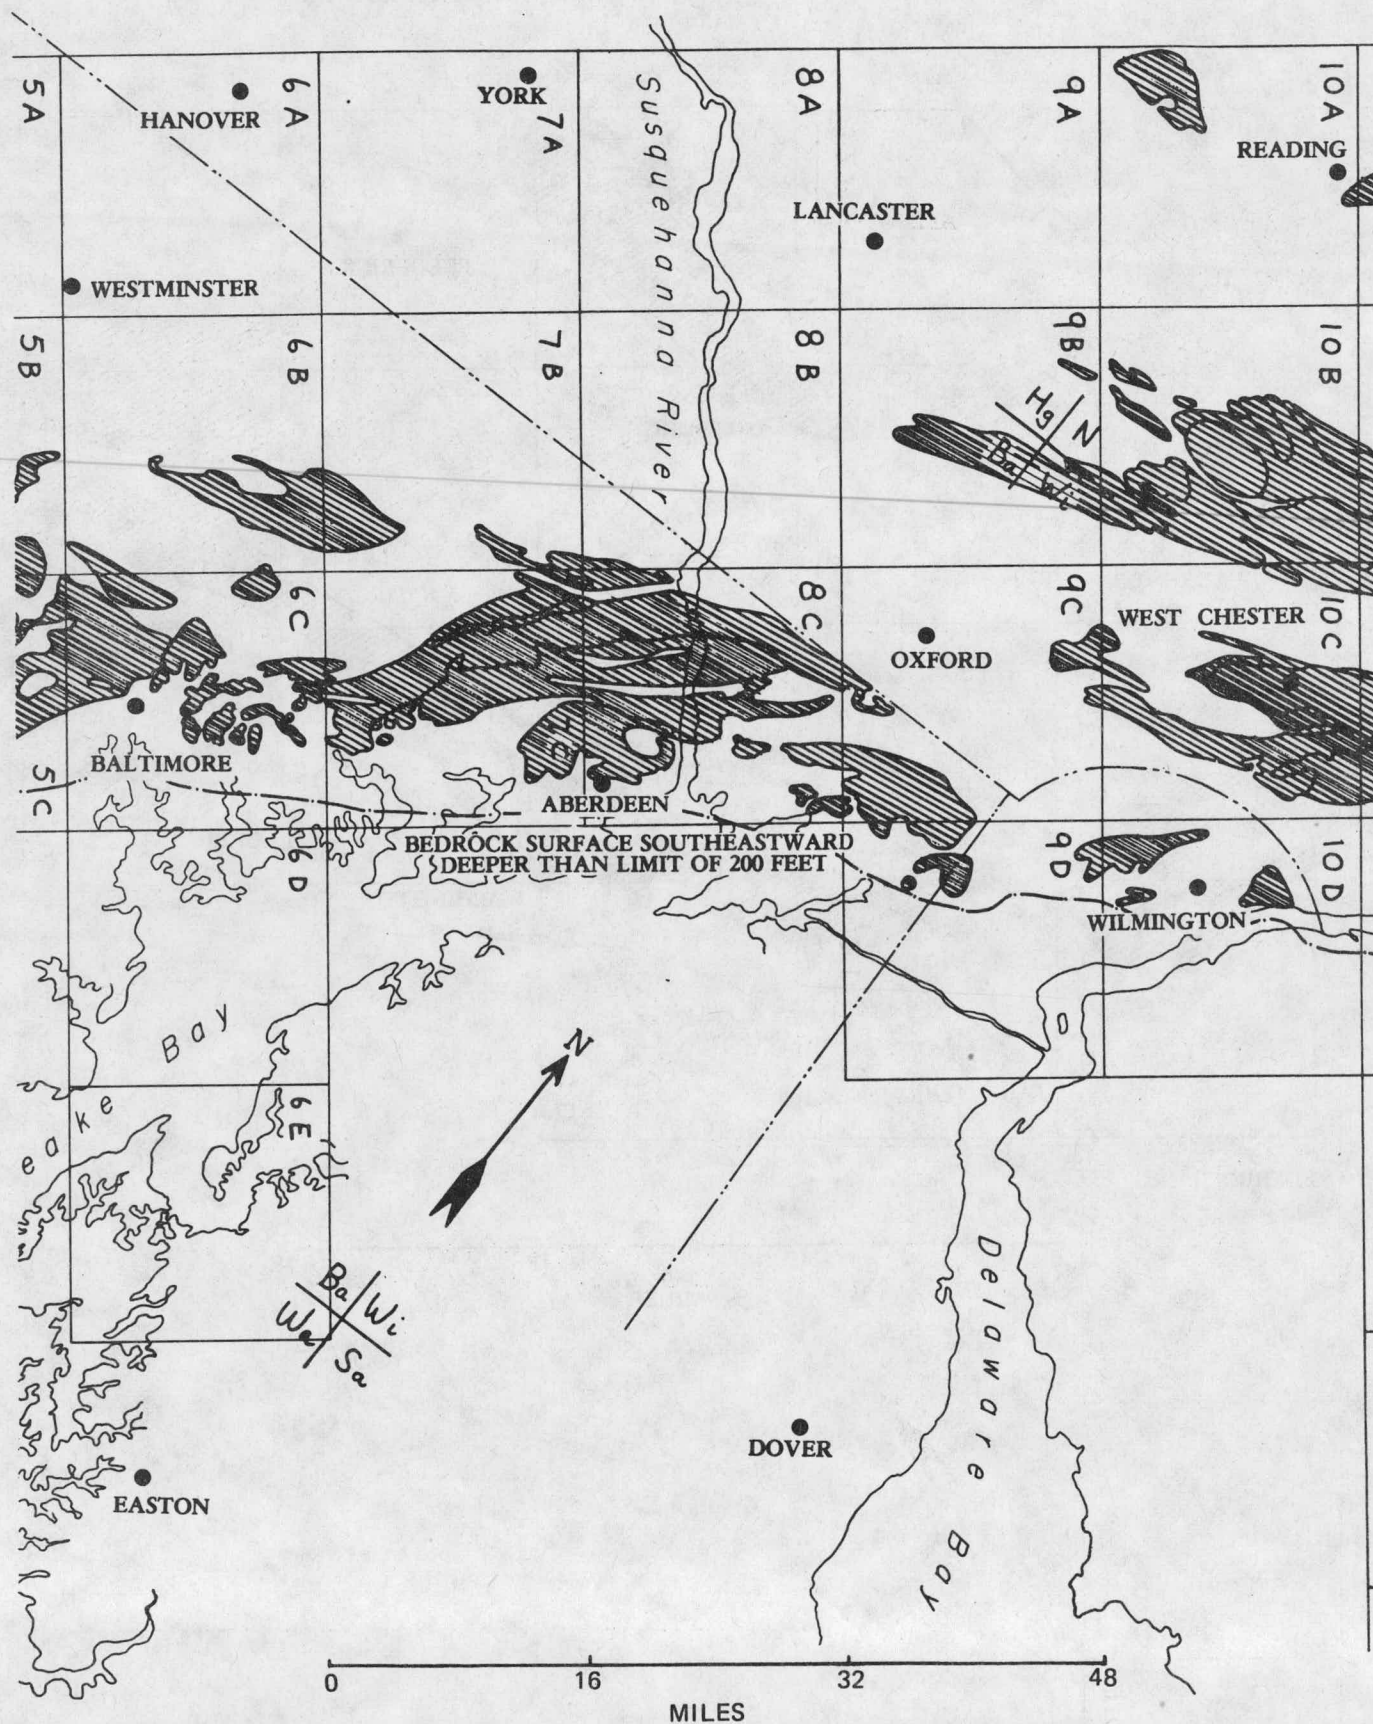 5A
HANOVER
6A
YORK
7A
Susquehanna River
8A
LANCASTER
9A
10A
READING
WESTMINSTER
5B
6B
7B
8B
9B
10B
Hg N
Ba Wi
6C
8C
9C
10C
WEST CHESTER
OXFORD
7C
BALTIMORE
5C
ABERDEEN
BEDROCK SURFACE SOUTHEASTWARD
DEEPER THAN LIMIT OF 200 FEET
6D
9D
10D
WILMINGTON
Bay
eake
N
6E
Ba Wi
We Sa
Delaware Bay
DOVER
EASTON
0 16 32 48
MILES